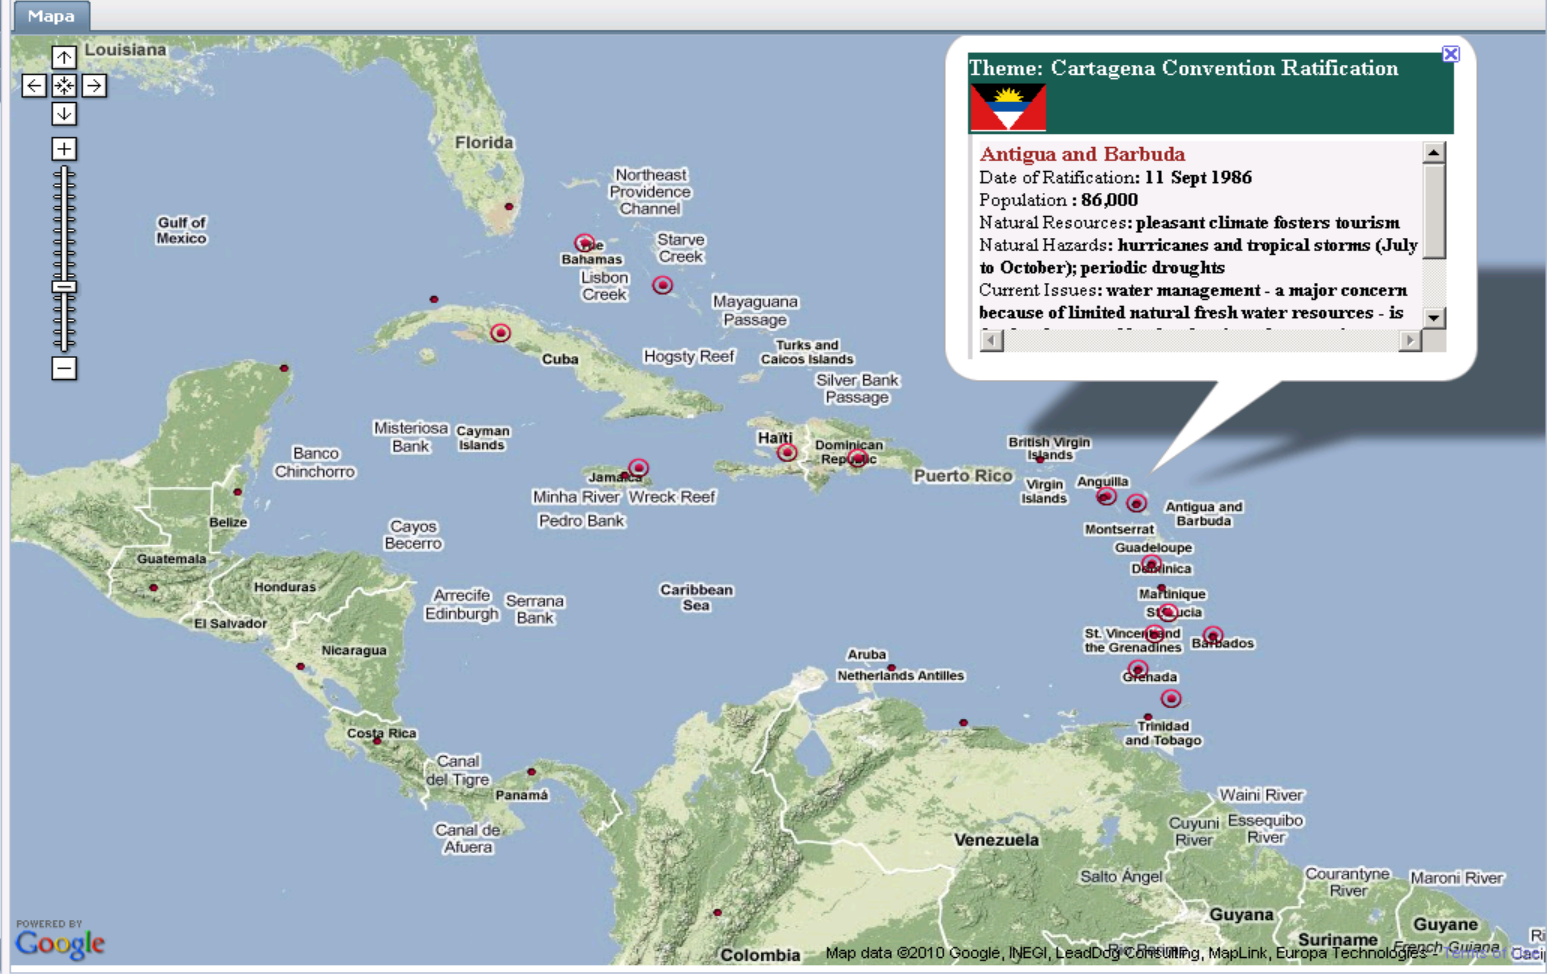 Mapa
Louisiana
Theme: Cartagena Convention Ratification
Antigua and Barbuda
Date of Ratification: 11 Sept 1986
Population : 86,000
Natural Resources: pleasant climate fosters tourism
Natural Hazards: hurricanes and tropical storms (July
to October); periodic droughts
Current Issues: water management - a major concern
because of limited natural fresh water resources - is
Florida
Northeast
Providence
Channel
Gulf of
Mexico
Starve
Creek
The
Bahamas
Lisbon
Creek
Mayaguana
Passage
Turks and
Caicos Islands
Cuba
Hogsty Reef
Silver Bank
Passage
Misteriosa
Bank
Cayman
Islands
Banco
Chinchorro
Haïti
Dominican
Republic
British Virgin
Islands
Puerto Rico
Jamaica
Virgin
Islands
Anguilla
Minha River
Wreck Reef
Pedro Bank
Antigua and
Barbuda
Belize
Cayos
Becerro
Montserrat
Guadeloupe
Guatemala
Dominica
Honduras
Arrecife
Edinburgh
Serrana
Bank
Caribbean
Sea
Martinique
St. Lucia
El Salvador
St. Vincent and
the Grenadines
Barbados
Nicaragua
Aruba
Netherlands Antilles
Grenada
Costa Rica
Trinidad
and Tobago
Canal
del Tigre
Panamá
Waini River
Canal de
Afuera
Cuyuni
River
Essequibo
River
Venezuela
Salto Ángel
Courantyne
River
Maroni River
Guyana
Guyane
Suriname
French Guiana
POWERED BY
Google
Colombia
Map data ©2010 Google, INEGI, LeadDog Consulting, MapLink, Europa Technologies - Terms of